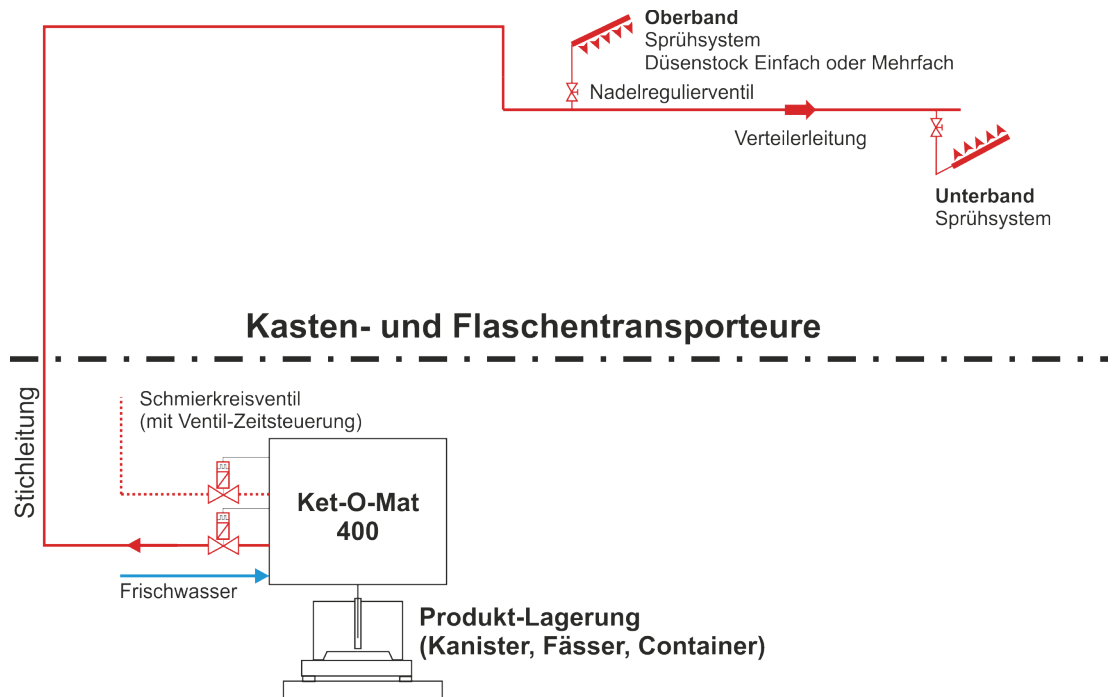 Oberband
Sprühsystem
Düsenstock Einfach oder Mehrfach
Nadelregulierventil
Verteilerleitung
Unterband
Sprühsystem
Kasten- und Flaschentransporteure
Stichleitung
Schmierkreisventil
(mit Ventil-Zeitsteuerung)
Ket-O-Mat
400
Frischwasser
Produkt-Lagerung
(Kanister, Fässer, Container)